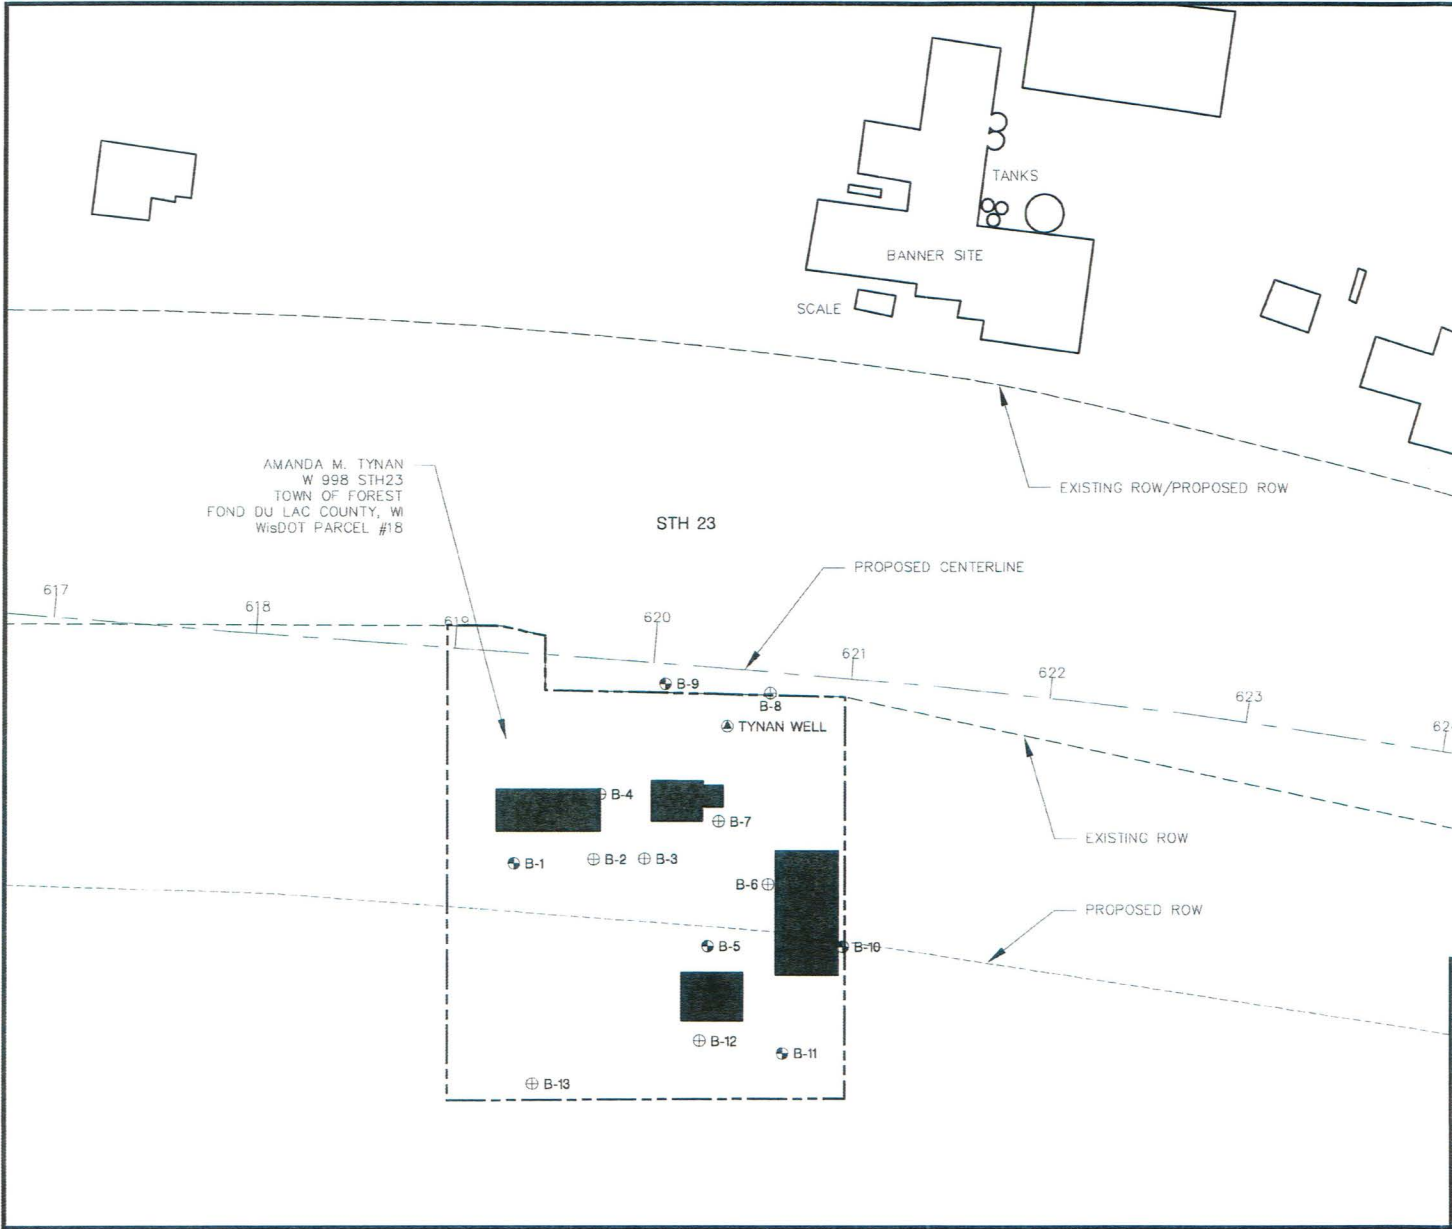 TANKS
BANNER SITE
SCALE
AMANDA M. TYNAN
W 998 STH23
TOWN OF FOREST
FOND DU LAC COUNTY, WI
WisDOT PARCEL #18
EXISTING ROW/PROPOSED ROW
STH 23
PROPOSED CENTERLINE
617
618
619
620
621
622
623
B-9
B-8
TYNAN WELL
B-4
B-7
B-1
B-2
B-3
EXISTING ROW
B-6
PROPOSED ROW
B-5
B-10
B-12
B-11
B-13